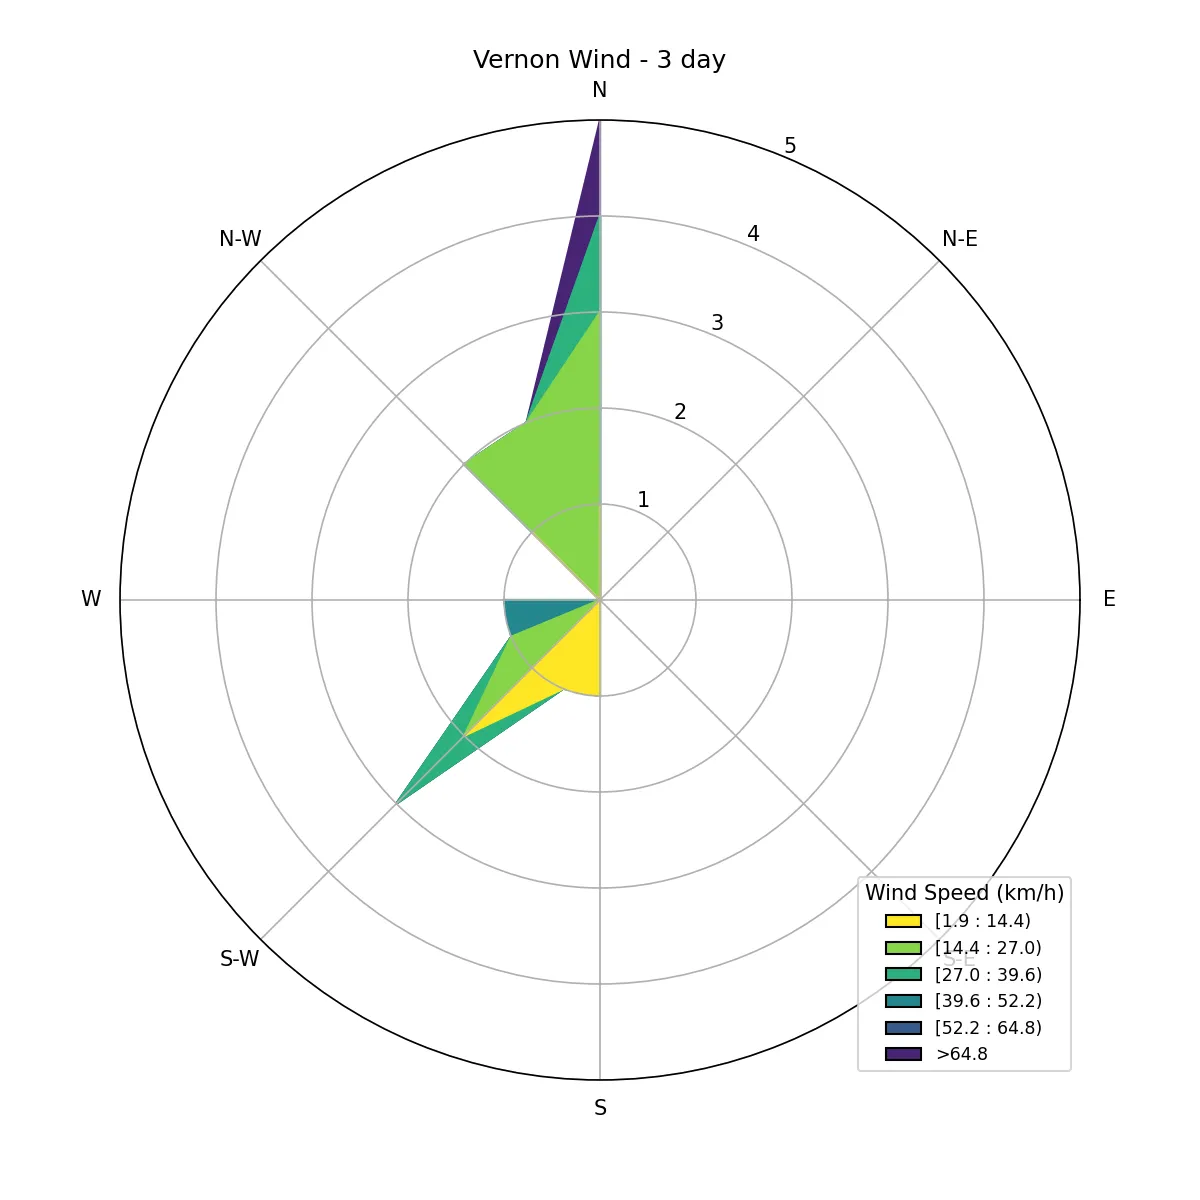 Vernon Wind - 3 day
N
5
N-W
N-E
4
3
2
1
W
E
S-W
S-E
Wind Speed (km/h)
[1.9 : 14.4)
[14.4 : 27.0)
[27.0 : 39.6)
[39.6 : 52.2)
[52.2 : 64.8)
>64.8
S